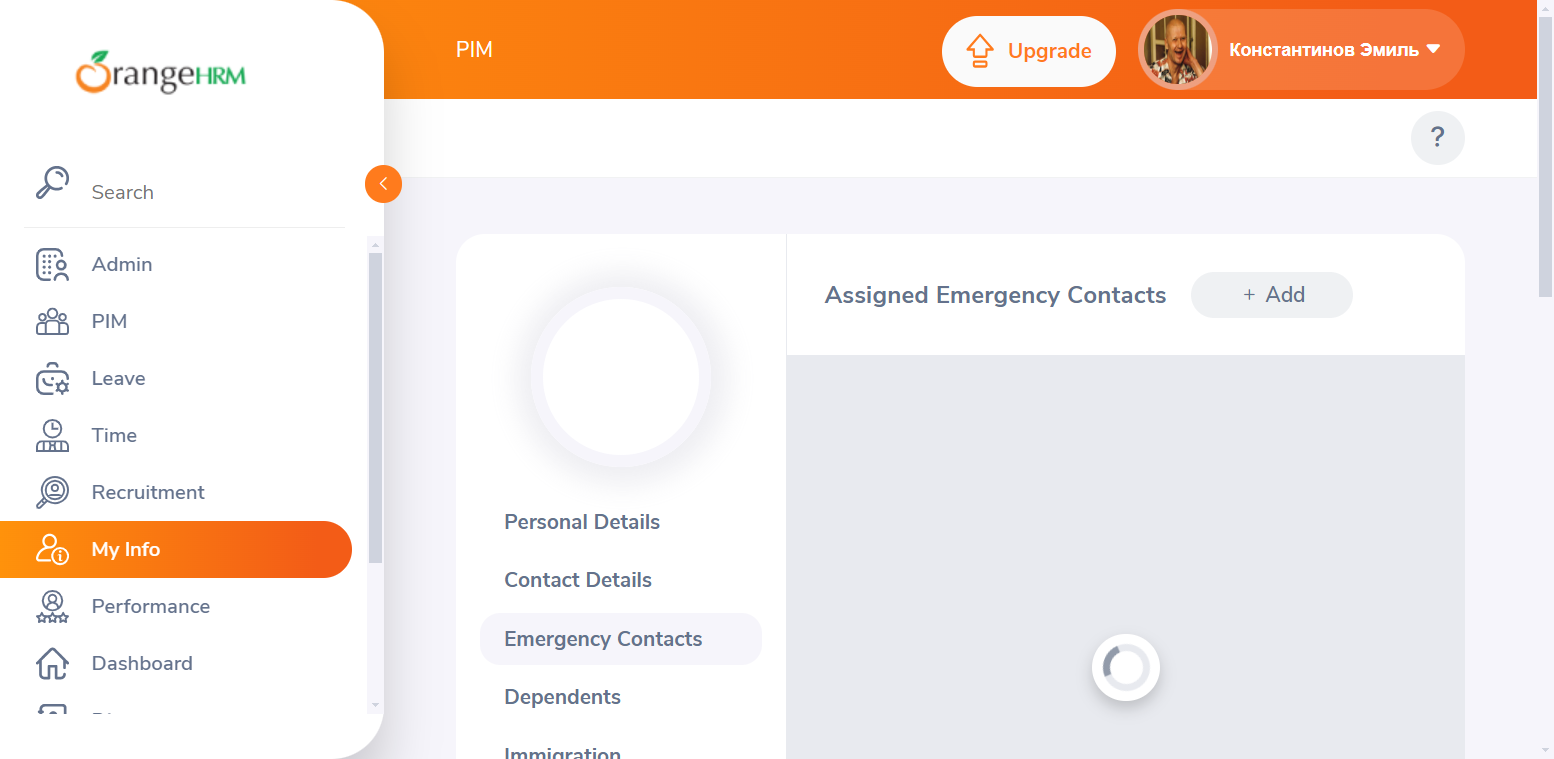 OrangeHRM
PIM
Upgrade
Константинов Эмиль
?
Search
Admin
PIM
Leave
Time
Recruitment
My Info
Performance
Dashboard
Assigned Emergency Contacts
+ Add
Personal Details
Contact Details
Emergency Contacts
Dependents
Immigration